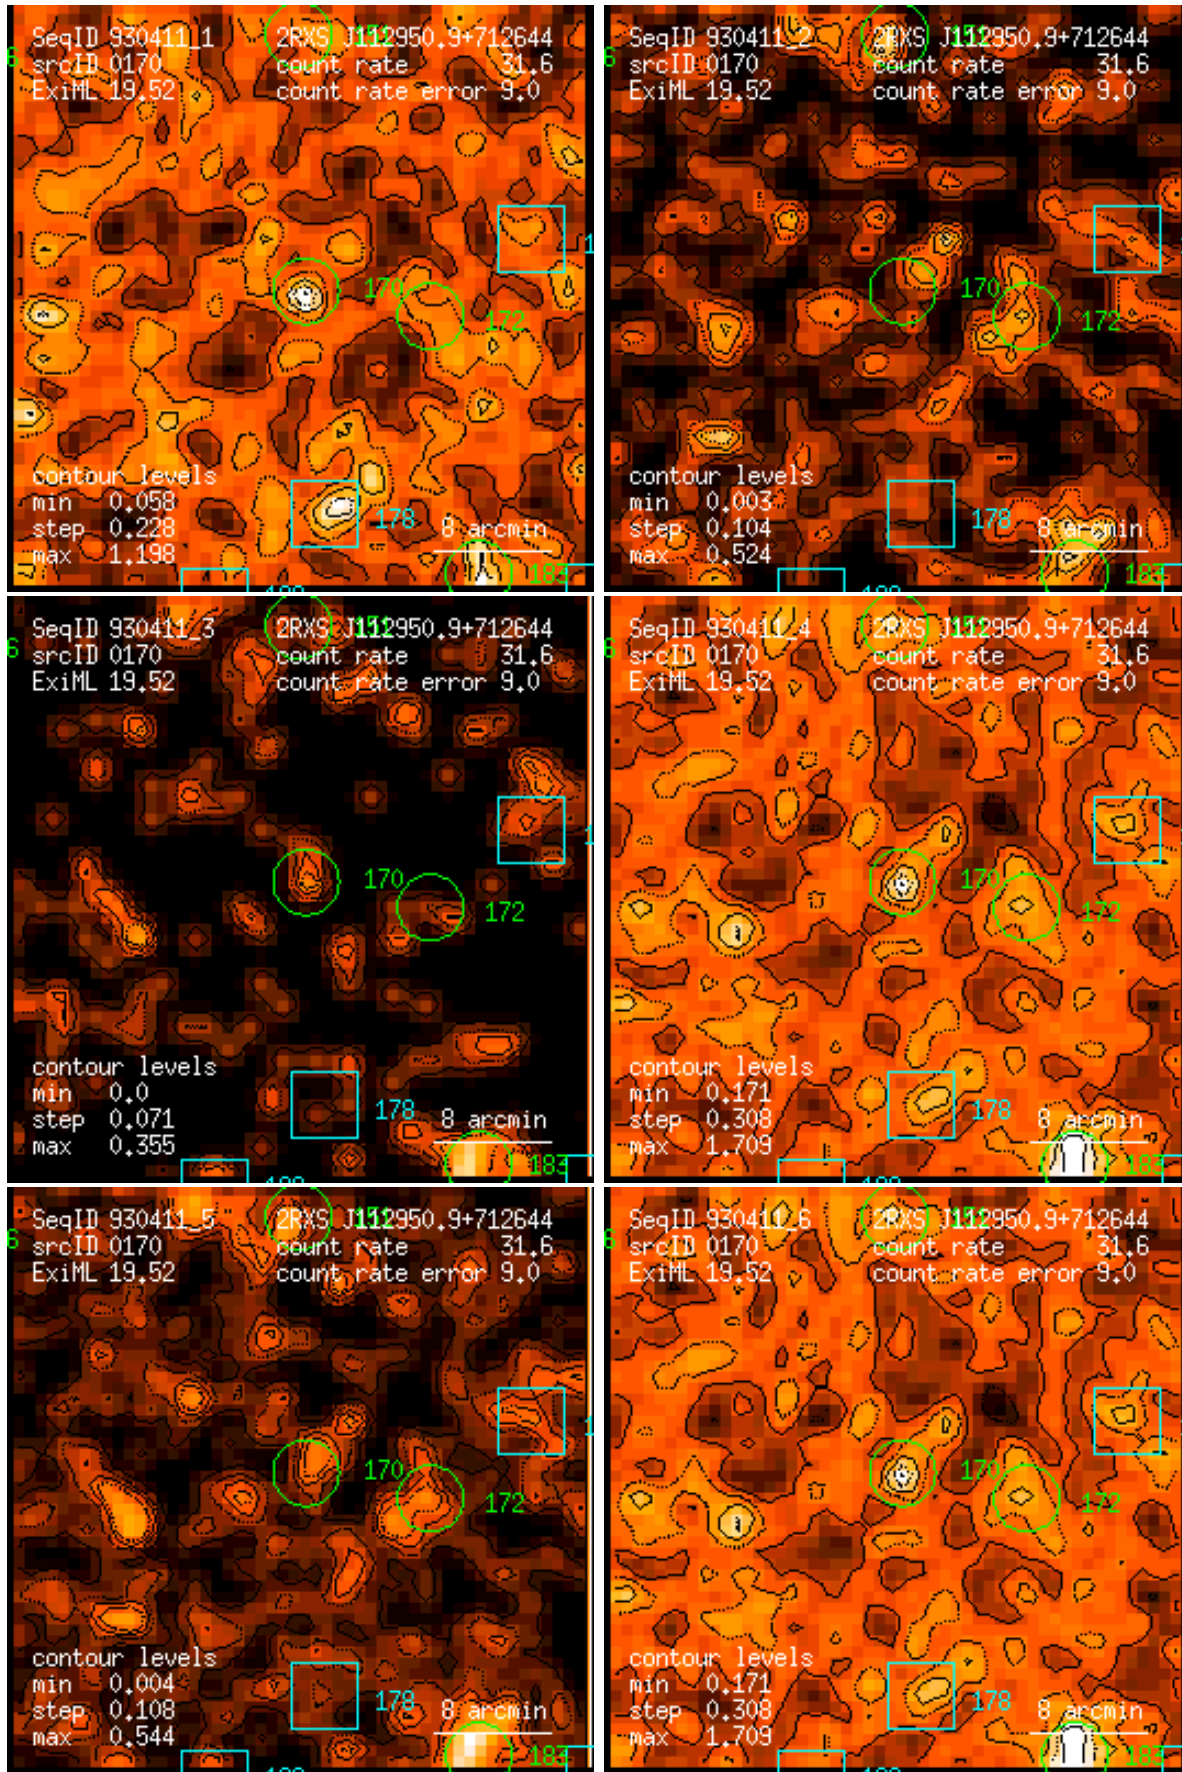 SeqID 930411_1 2RXS J112950.9+712644
srcID 0170 count rate 31.6
ExiML 19.52 count rate error 9.0
6
170
172
contour levels
min 0.058
step 0.228
max 1.198
178
8 arcmin
183
SeqID 930411_2 2RXS J112950.9+712644
srcID 0170 count rate 31.6
ExiML 19.52 count rate error 9.0
6
170
172
contour levels
min 0.003
step 0.104
max 0.524
178
8 arcmin
183
SeqID 930411_3 2RXS J112950.9+712644
srcID 0170 count rate 31.6
ExiML 19.52 count rate error 9.0
6
170
172
contour levels
min 0.0
step 0.071
max 0.355
178
8 arcmin
183
SeqID 930411_4 2RXS J112950.9+712644
srcID 0170 count rate 31.6
ExiML 19.52 count rate error 9.0
6
170
172
contour levels
min 0.171
step 0.308
max 1.709
178
8 arcmin
183
SeqID 930411_5 2RXS J112950.9+712644
srcID 0170 count rate 31.6
ExiML 19.52 count rate error 9.0
6
170
172
contour levels
min 0.004
step 0.108
max 0.544
178
8 arcmin
183
SeqID 930411_6 2RXS J112950.9+712644
srcID 0170 count rate 31.6
ExiML 19.52 count rate error 9.0
6
170
172
contour levels
min 0.171
step 0.308
max 1.709
178
8 arcmin
183